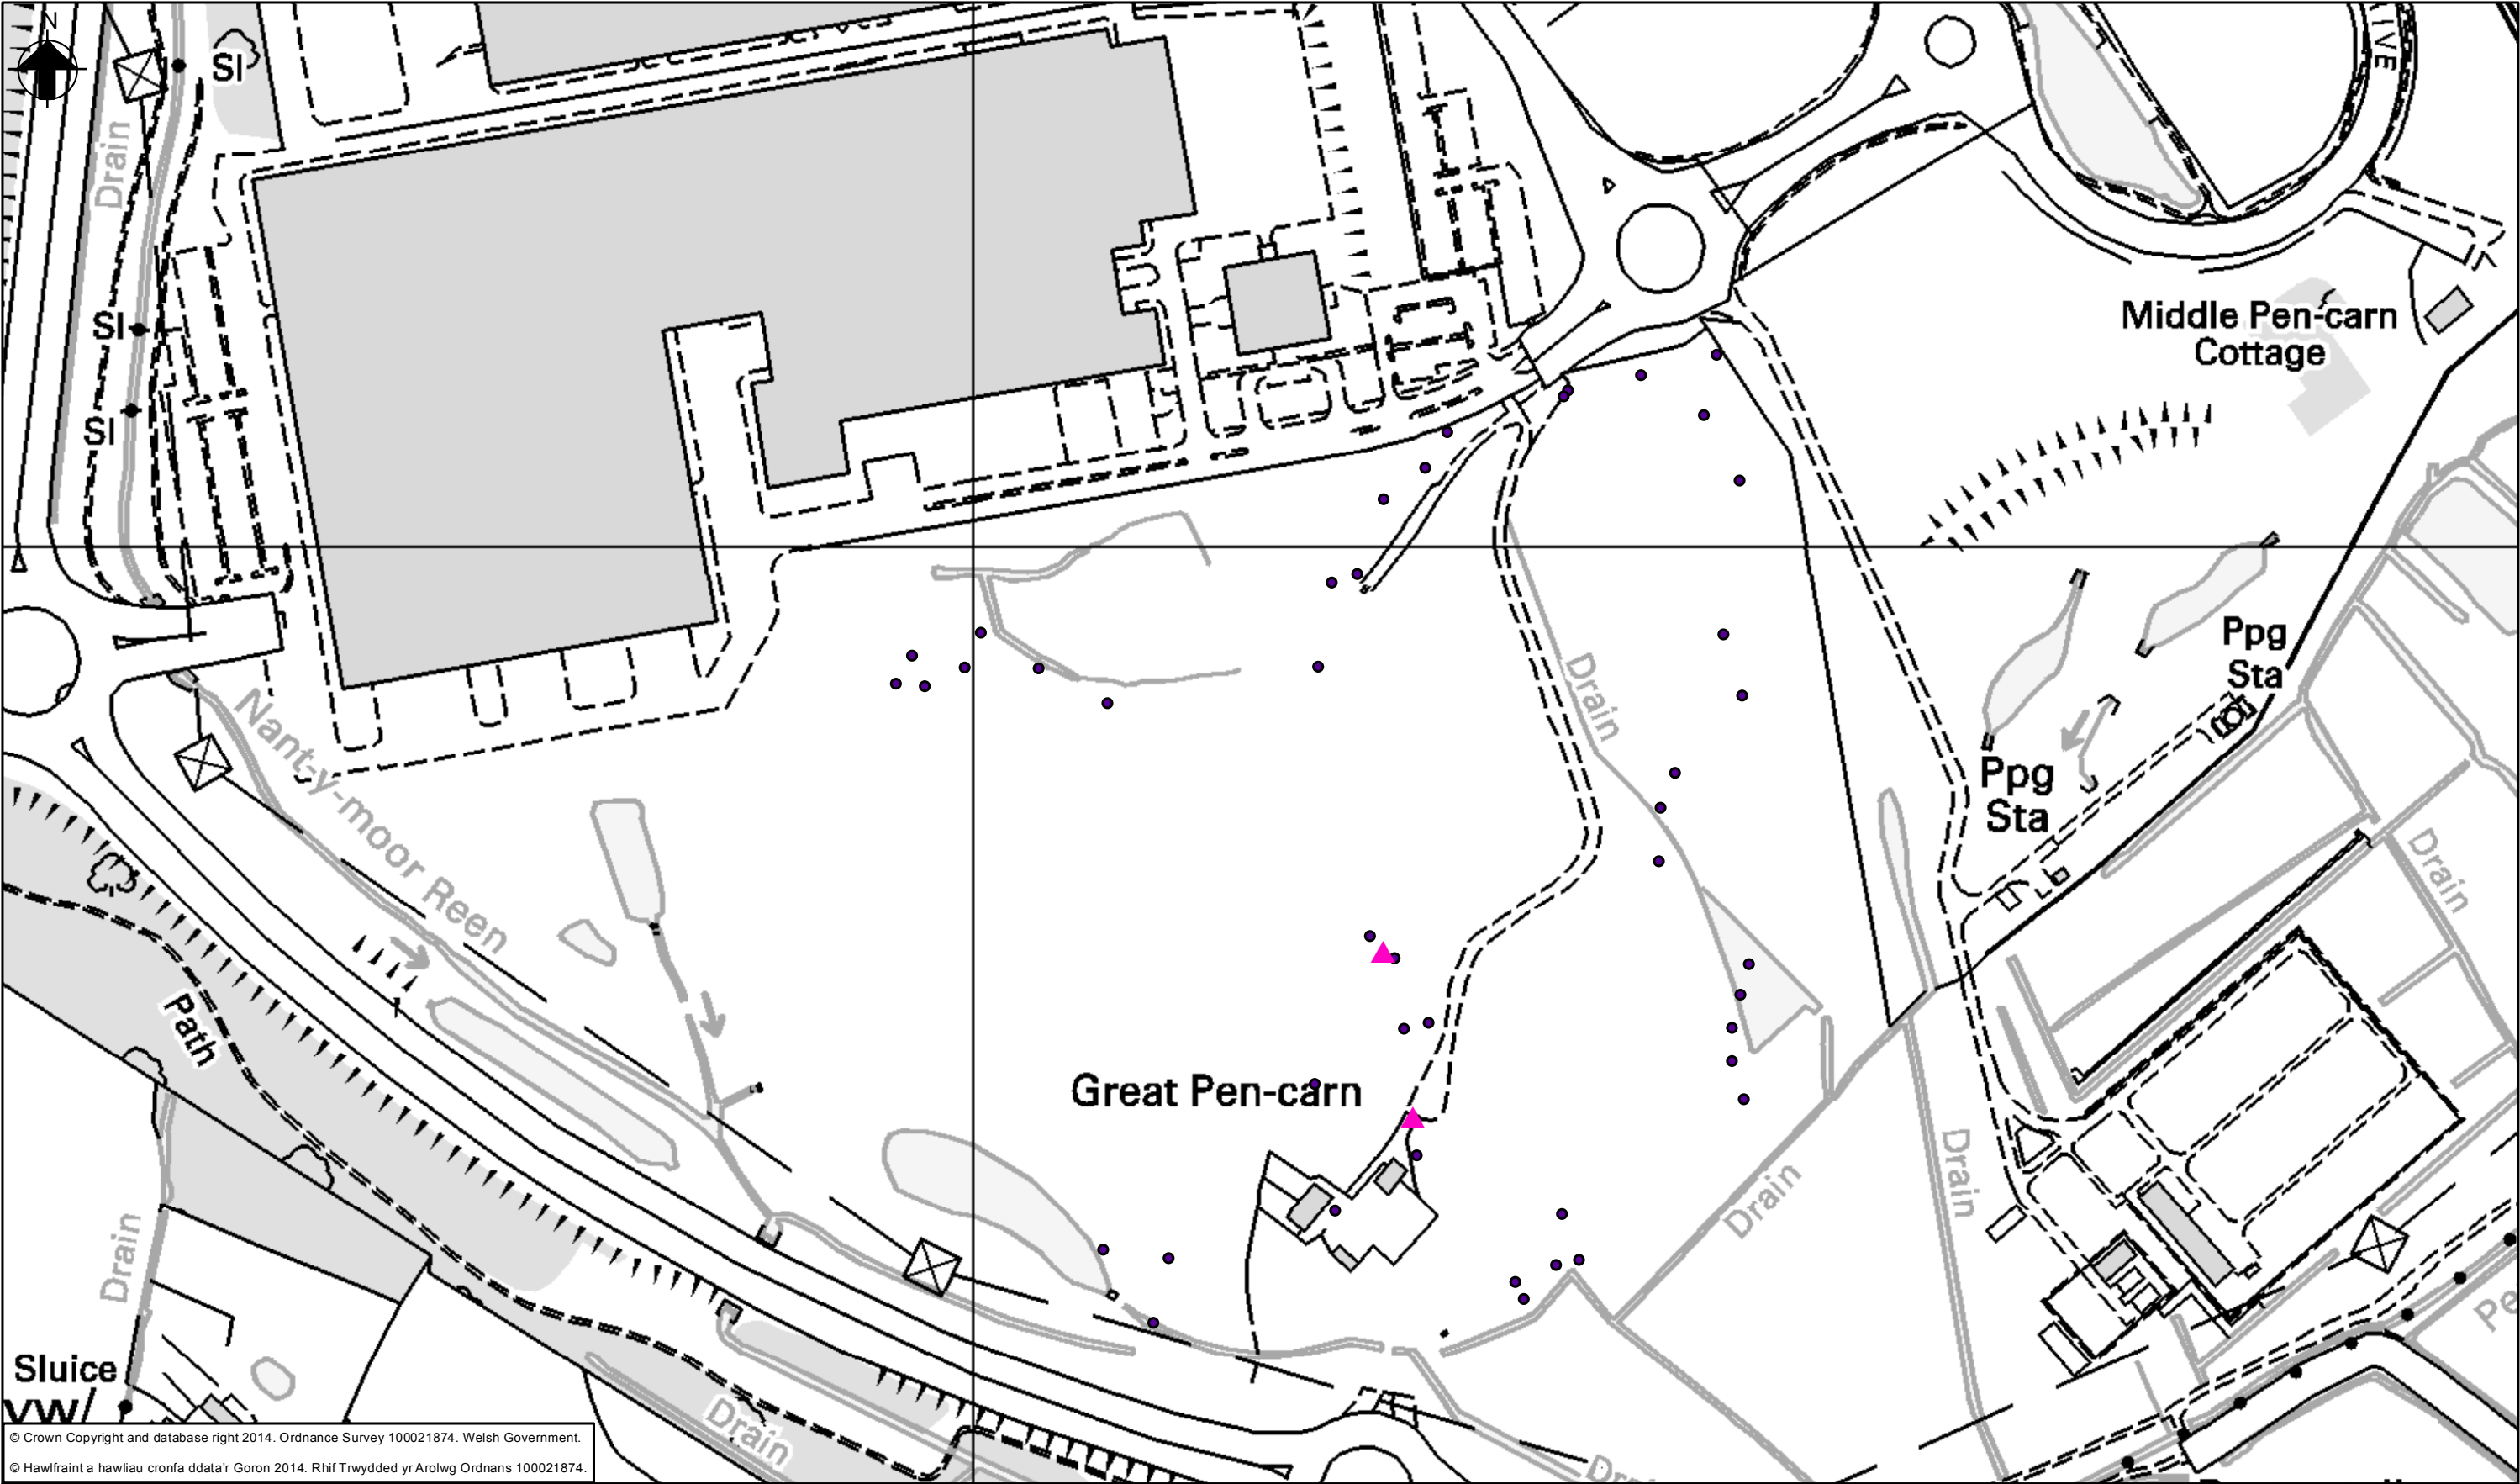 N
SI
Drain
IVE
SI
Middle Pen-carn
Cottage
SI
Ppg
Sta
Drain
Nant-y-moor Reen
Ppg
Sta
Drain
Path
Great Pen-carn
Drain
Drain
Drain
Pe
Sluice
Drain
© Crown Copyright and database right 2014. Ordnance Survey 100021874. Welsh Government.
© Hawlfraint a hawliau cronfa ddata'r Goron 2014. Rhif Trwydded yr Arolwg Ordnans 100021874.